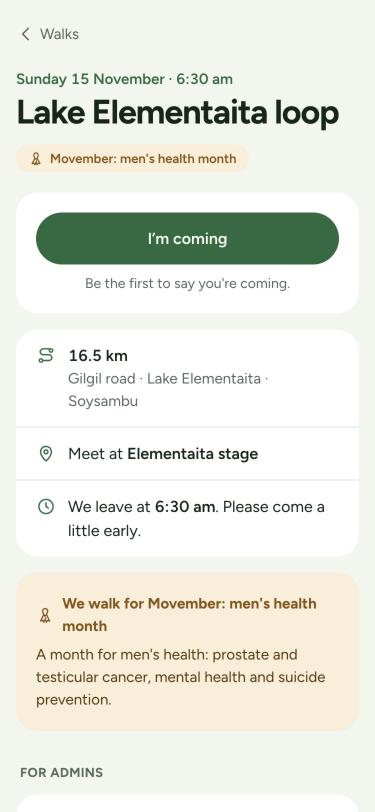 Walks
Sunday 15 November · 6:30 am
Lake Elementaita loop
Movember: men's health month
I’m coming
Be the first to say you're coming.
16.5 km
Gilgil road · Lake Elementaita ·
Soysambu
Meet at Elementaita stage
We leave at 6:30 am. Please come a
little early.
We walk for Movember: men's health
month
A month for men's health: prostate and
testicular cancer, mental health and suicide
prevention.
FOR ADMINS